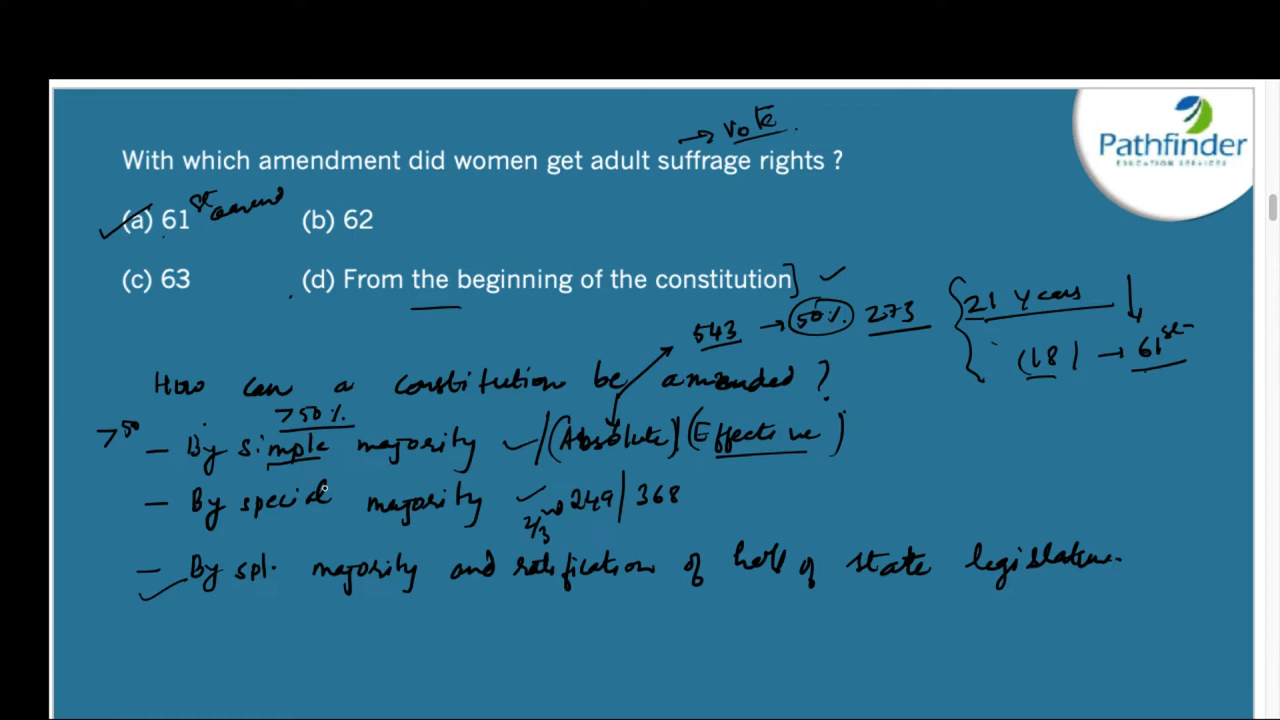 → vote.
Pathfinder
EDUCATION SERVICES
With which amendment did women get adult suffrage rights ?
(a) 61 st amend (b) 62
(c) 63 (d) From the beginning of the constitution]
543 → 50% 273 21 Years
(18) → 61st
How can a constitution be amended ?
>50%
>50 - By simple majority / (Absolute) (Effective)
- By special majority 2/3 249 / 368
- By spl. majority and ratification of half of state legislature.